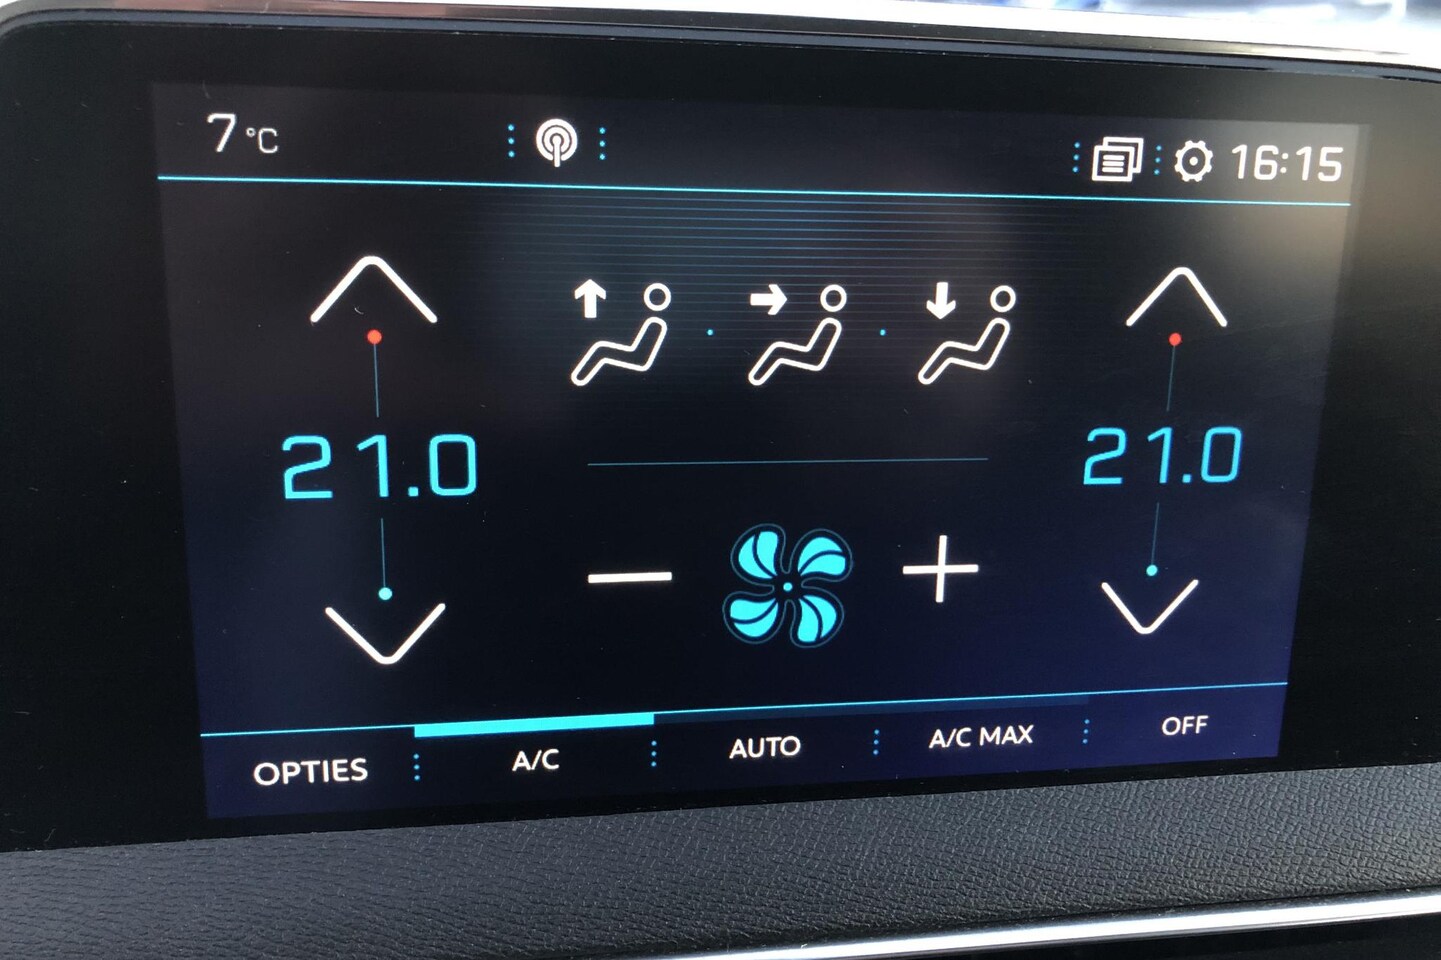 7 °C
16:15
21.0
21.0
OPTIES
A/C
AUTO
A/C MAX
OFF